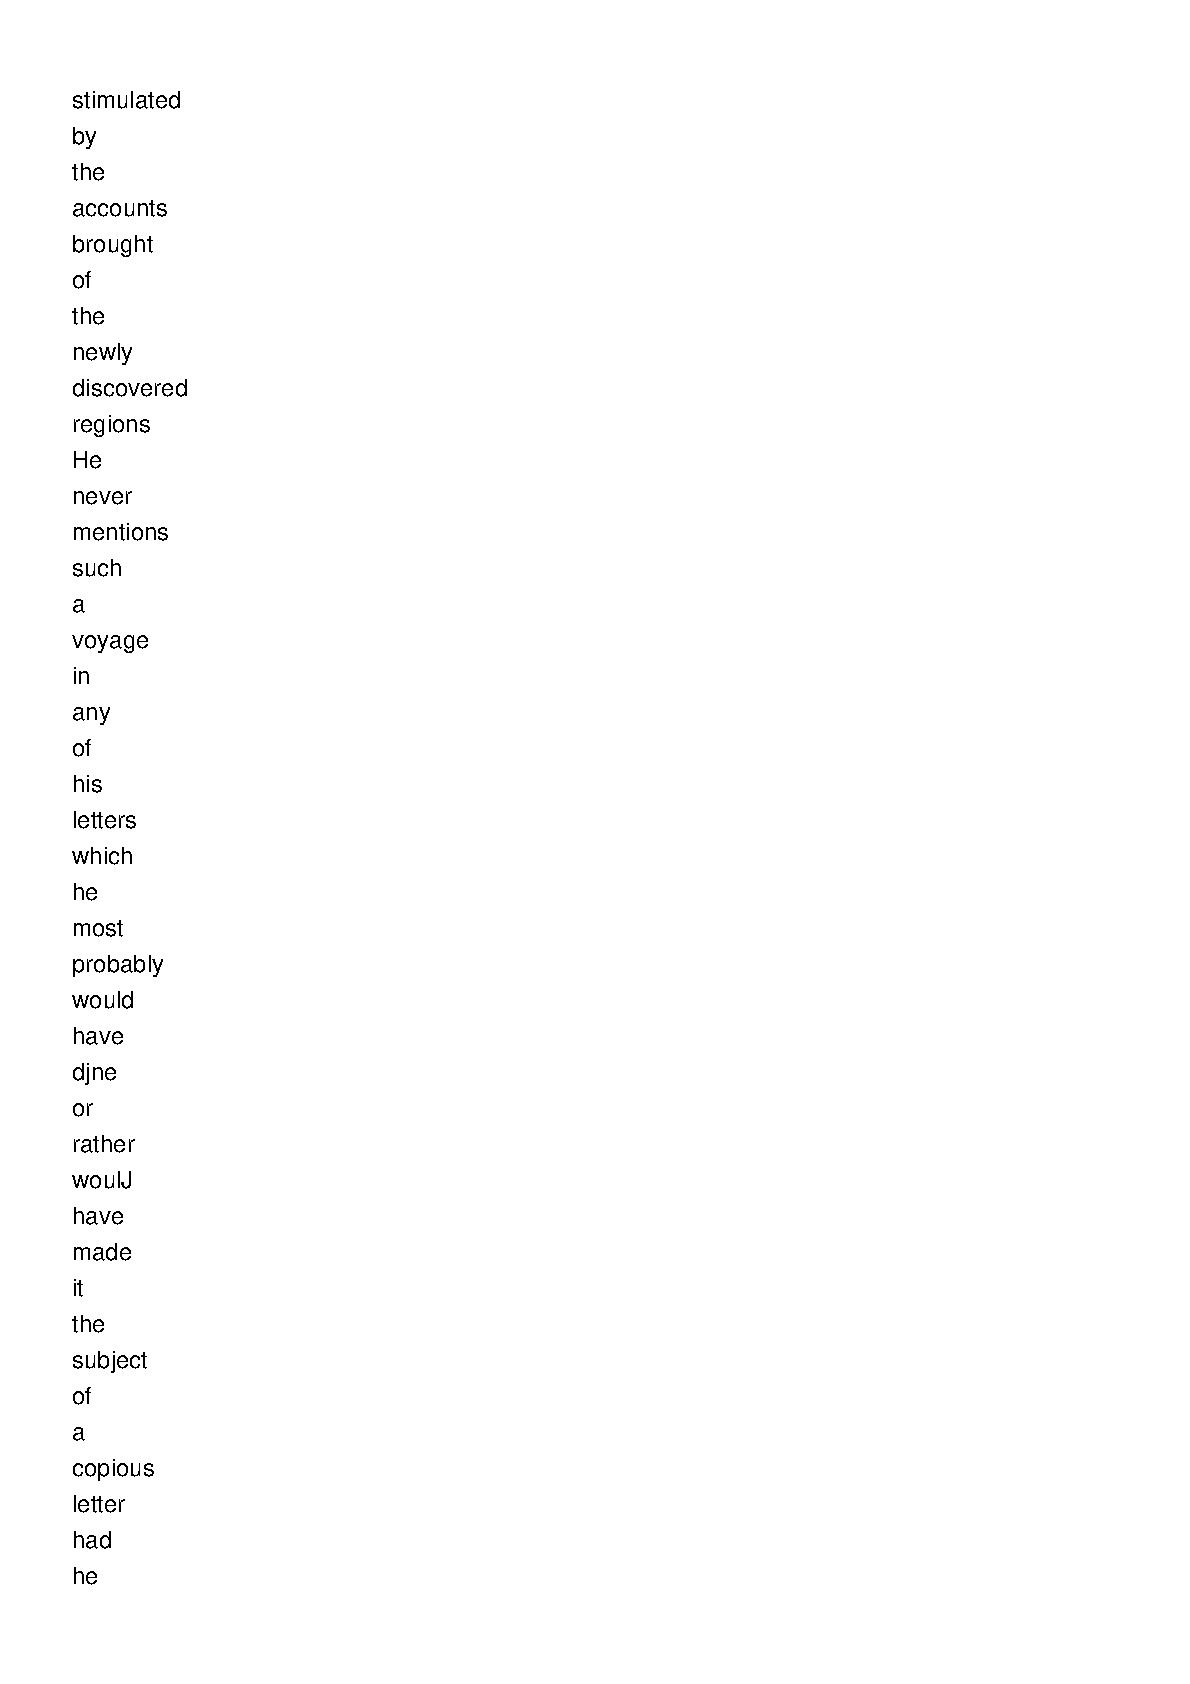 stimulated
by
the
accounts
brought
of
the
newly
discovered
regions
He
never
mentions
such
a
voyage
in
any
of
his
letters
which
he
most
probably
would
have
djne
or
rather
woulJ
have
made
it
the
subject
of
a
copious
letter
had
he